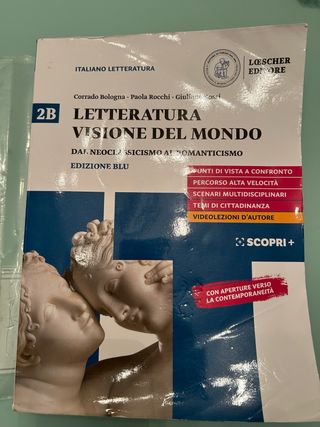 ITALIANO LETTERATURA
LŒSCHER
EDITORE
Corrado Bologna - Paola Rocchi - Giuliano Rossi
2B
LETTERATURA
VISIONE DEL MONDO
DAL NEOCLASSICISMO AL ROMANTICISMO
EDIZIONE BLU
PUNTI DI VISTA A CONFRONTO
PERCORSO ALTA VELOCITÀ
SCENARI MULTIDISCIPLINARI
TEMI DI CITTADINANZA
VIDEOLEZIONI D'AUTORE
SCOPRI+
CON APERTURE VERSO
LA CONTEMPORANEITÀ